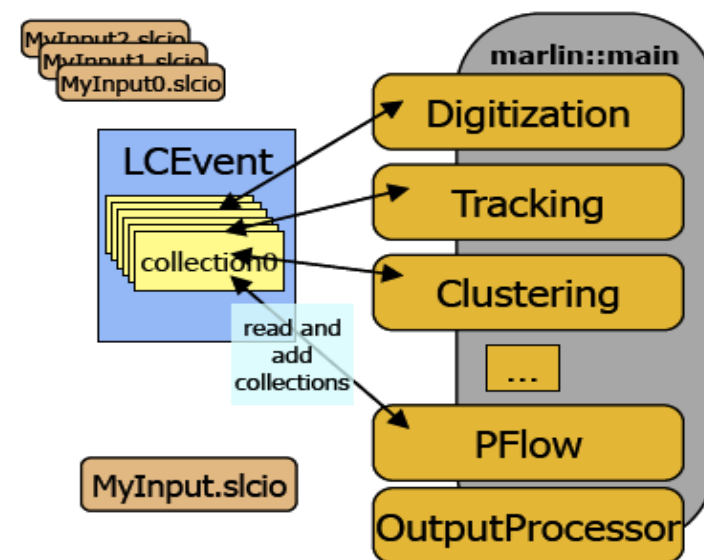 MyInput2.slcio
MyInput1.slcio
MyInput0.slcio
marlin::main
Digitization
LCEvent
Tracking
collection0
Clustering
read and
add
collections
...
PFlow
MyInput.slcio
OutputProcessor